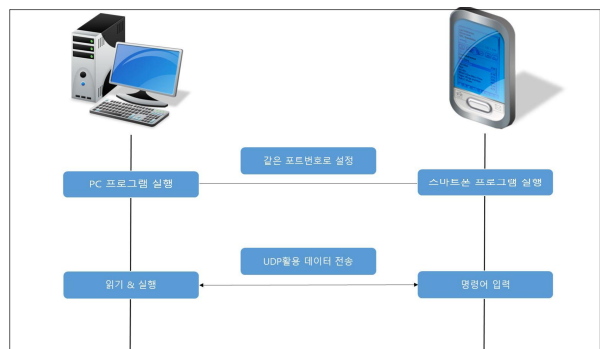 같은 포트번호로 설정
PC 프로그램 실행
스마트폰 프로그램 실행
UDP활용 데이터 전송
읽기 & 실행
명령어 입력